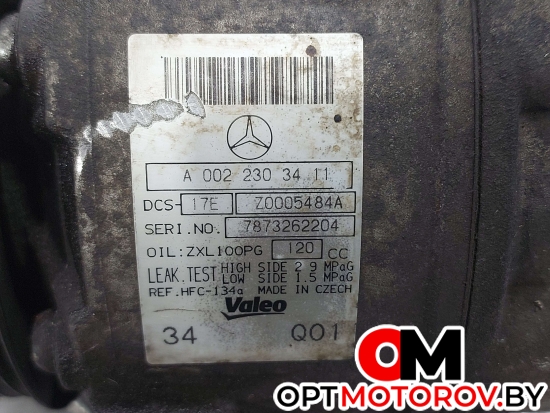 A 002 230 34 11
DCS- 17E Z0005484A
SERI.NO. 7873262204
OIL:ZXL100PG 120 CC
LEAK.TEST HIGH SIDE 2.9 MPaG
LOW SIDE 1.5 MPaG
REF.HFC-134a MADE IN CZECH
Valeo
34 Q01
OM
OPTMOTOROV.BY